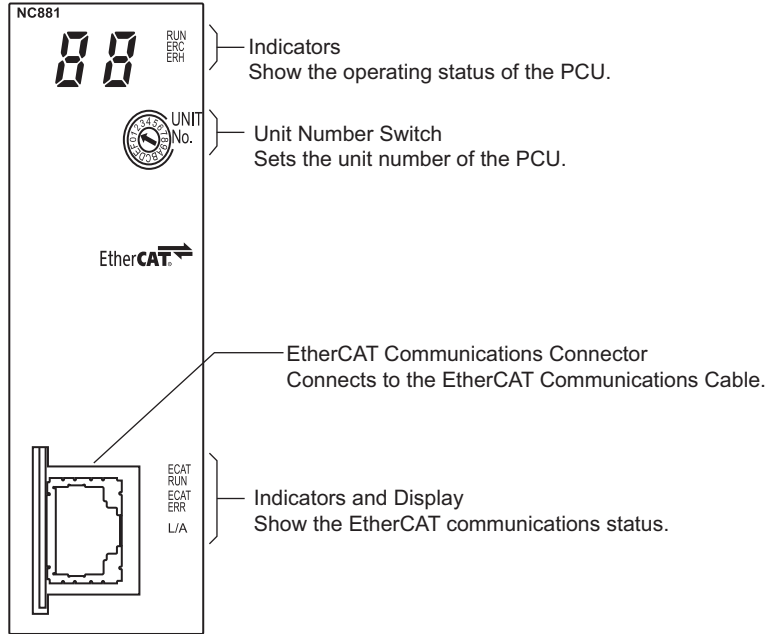 NC881
88
RUN
ERC
ERH
Indicators
Show the operating status of the PCU.
0123456789ABCDEF
UNIT
No.
Unit Number Switch
Sets the unit number of the PCU.
EtherCAT®
EtherCAT Communications Connector
Connects to the EtherCAT Communications Cable.
ECAT
RUN
ECAT
ERR
L/A
Indicators and Display
Show the EtherCAT communications status.